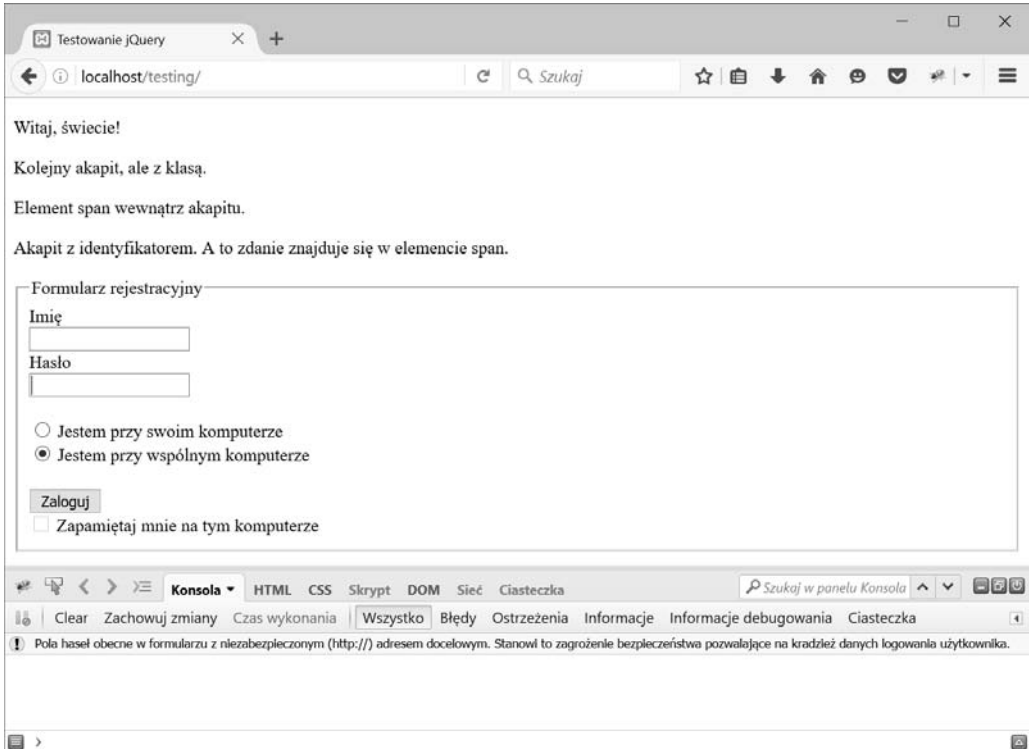 Testowanie jQuery
localhost/testing/
Szukaj
Witaj, świecie!
Kolejny akapit, ale z klasą.
Element span wewnątrz akapitu.
Akapit z identyfikatorem. A to zdanie znajduje się w elemencie span.
Formularz rejestracyjny
Imię
Hasło
Jestem przy swoim komputerze
Jestem przy wspólnym komputerze
Zaloguj
Zapamiętaj mnie na tym komputerze
Konsola HTML CSS Skrypt DOM Sieć Ciasteczka Szukaj w panelu Konsola
Clear Zachowuj zmiany Czas wykonania Wszystko Błędy Ostrzeżenia Informacje Informacje debugowania Ciasteczka
Pola haseł obecne w formularzu z niezabezpieczonym (http://) adresem docelowym. Stanowi to zagrożenie bezpieczeństwa pozwalające na kradzież danych logowania użytkownika.